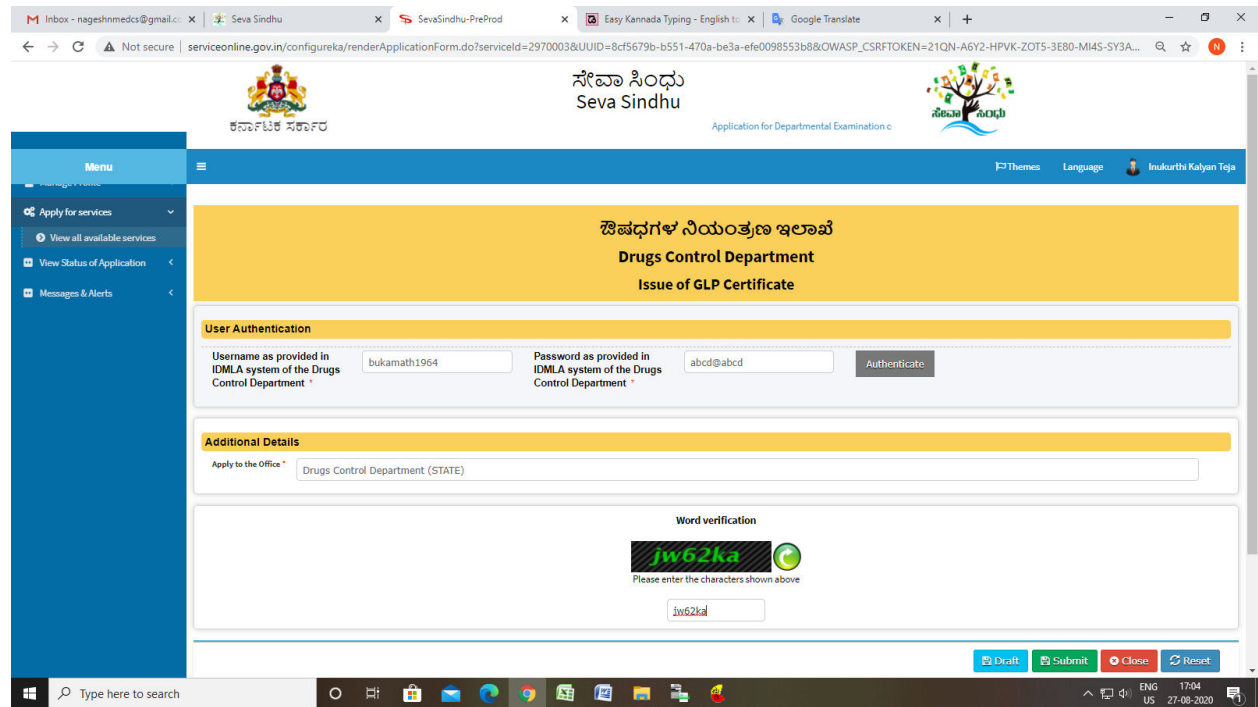 Inbox - nageshnmedcs@gmail.c
Seva Sindhu
SevaSindhu-PreProd
Easy Kannada Typing - English to
Google Translate
Not secure | serviceonline.gov.in/configureka/renderApplicationForm.do?serviceId=2970003&UUID=8cf5679b-b551-470a-be3a-efe0098553b8&OWASP_CSRFTOKEN=21QN-A6Y2-HPVK-ZOT5-3E80-MI4S-SY3A...
N
ಕರ್ನಾಟಕ ಸರ್ಕಾರ
ಸೇವಾ ಸಿಂಧು
Seva Sindhu
Application for Departmental Examination c
ಸೇವಾ ಸಿಂಧು
Menu
Themes
Language
Inukurthi Kalyan Teja
Manage Profile
Apply for services
View all available services
View Status of Application
Messages & Alerts
ಔಷಧಗಳ ನಿಯಂತ್ರಣ ಇಲಾಖೆ
Drugs Control Department
Issue of GLP Certificate
User Authentication
Username as provided in
IDMLA system of the Drugs
Control Department *
bukamath1964
Password as provided in
IDMLA system of the Drugs
Control Department *
abcd@abcd
Authenticate
Additional Details
Apply to the Office *
Drugs Control Department (STATE)
Word verification
jw62ka
Please enter the characters shown above
jw62ka
Draft
Submit
Close
Reset
Type here to search
ENG
US
17:04
27-08-2020
1